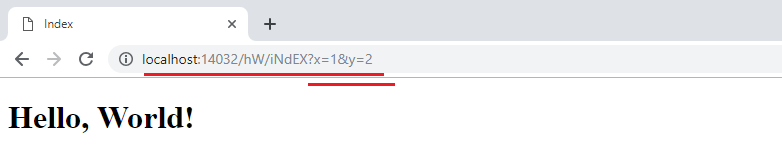 Index
localhost:14032/hW/iNdEX?x=1&y=2
Hello, World!